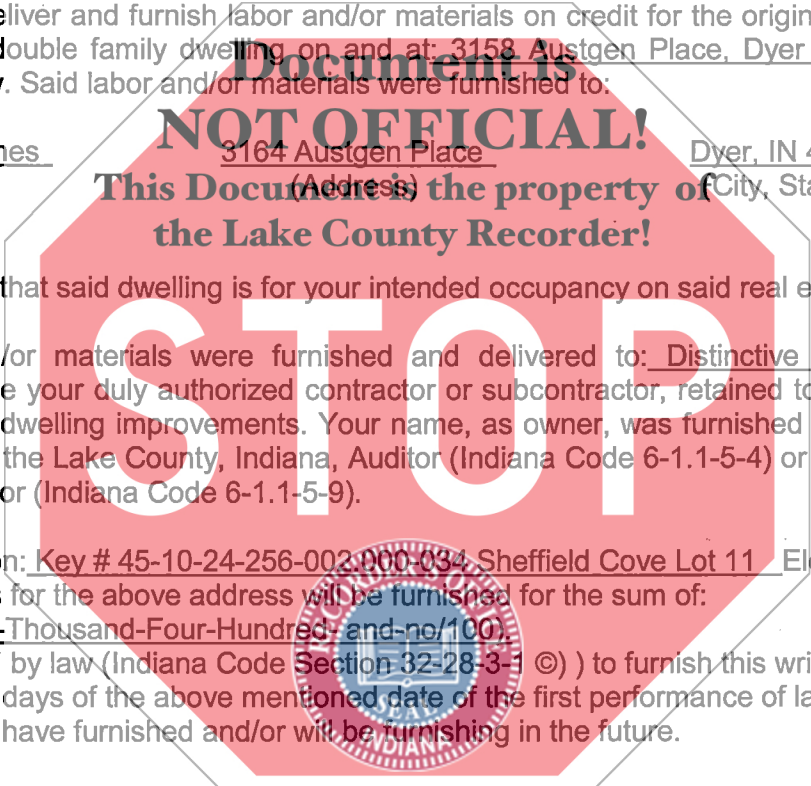 eliver and furnish labor and/or materials on credit for the origin
double family dwelling on and at: 3158 Austgen Place, Dyer
Document is
. Said labor and/or materials were furnished to:
NOT OFFICIAL!
nes 3164 Austgen Place Dyer, IN 4
This Document is the property of
(Address) City, Sta
the Lake County Recorder!
that said dwelling is for your intended occupancy on said real e
STOP
/or materials were furnished and delivered to: Distinctive
e your duly authorized contractor or subcontractor, retained to
dwelling improvements. Your name, as owner, was furnished
the Lake County, Indiana, Auditor (Indiana Code 6-1.1-5-4) or
or (Indiana Code 6-1.1-5-9).
n: Key # 45-10-24-256-003.000-034 Sheffield Cove Lot 11 El
s for the above address will be furnished for the sum of:
-Thousand-Four-Hundred- and-no/100).
by law (Indiana Code Section 32-28-3-1 ©) ) to furnish this wri
days of the above mentioned date of the first performance of la
have furnished and/or will be furnishing in the future.
SEAL
INDIANA